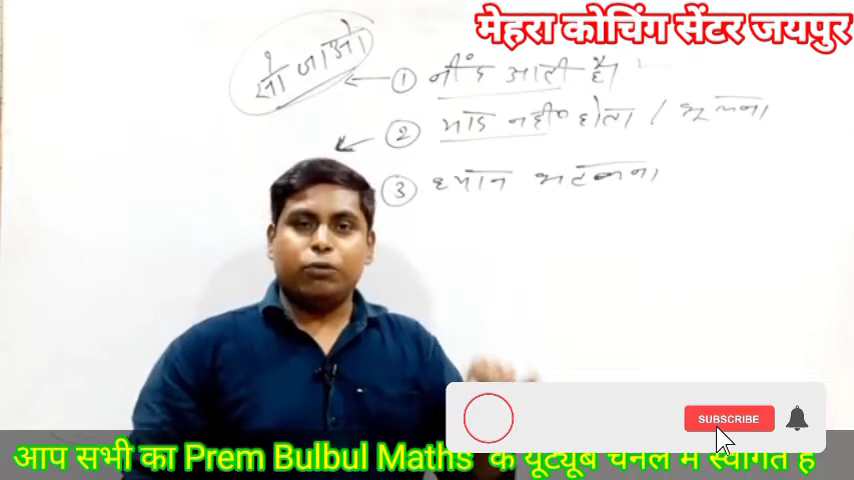 मेहरा कोचिंग सेंटर जयपुर
सो जाओ
1 नींद आती है।
2 याद नहीं होता / भूलना
3 ध्यान भटकना
SUBSCRIBE
आप सभी का Prem Bulbul Maths के यूट्यूब चैनल में स्वागत है